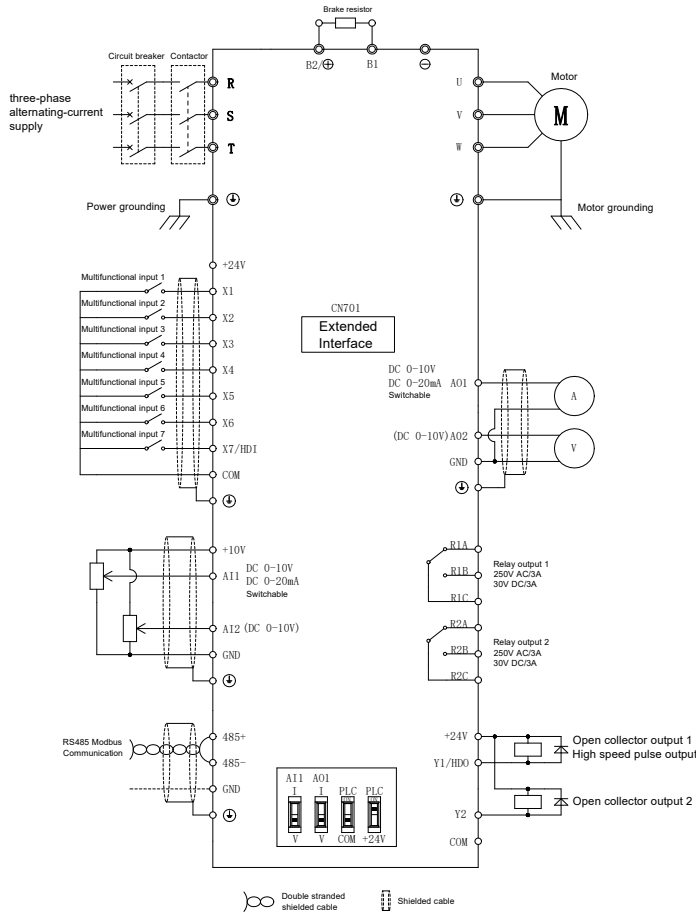 Brake resistor
Circuit breaker Contactor
B2/⊕ B1 ⊖
R
S
T
three-phase
alternating-current
supply
U
V
W
Motor
M
Power grounding
Motor grounding
+24V
Multifunctional input 1
X1
Multifunctional input 2
X2
Multifunctional input 3
X3
Multifunctional input 4
X4
Multifunctional input 5
X5
Multifunctional input 6
X6
Multifunctional input 7
X7/HDI
COM
CN701
Extended
Interface
DC 0-10V
DC 0-20mA AO1
Switchable
A
(DC 0-10V) AO2
V
GND
+10V
AI1 DC 0-10V
DC 0-20mA
Switchable
AI2 (DC 0-10V)
GND
R1A
R1B
R1C
Relay output 1
250V AC/3A
30V DC/3A
R2A
R2B
R2C
Relay output 2
250V AC/3A
30V DC/3A
RS485 Modbus
Communication
485+
485-
GND
AI1 AO1
I I PLC PLC
ON ON
V V COM +24V
+24V
Y1/HDO
Open collector output 1
High speed pulse output
Y2
Open collector output 2
COM
Double stranded
shielded cable
Shielded cable